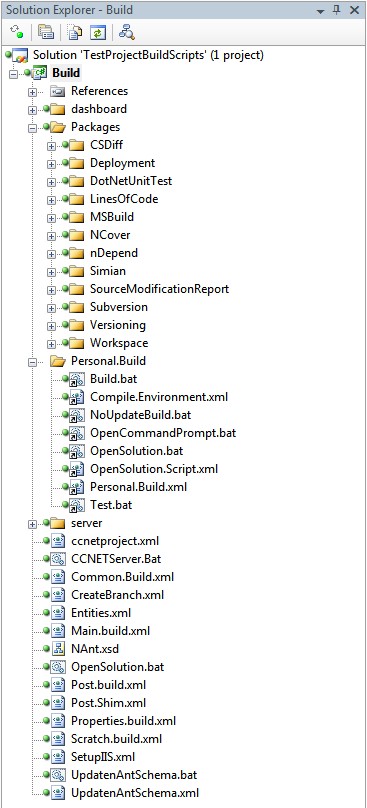 Solution Explorer - Build
Solution 'TestProjectBuildScripts' (1 project)
Build
References
dashboard
Packages
CSDiff
Deployment
DotNetUnitTest
LinesOfCode
MSBuild
NCover
nDepend
Simian
SourceModificationReport
Subversion
Versioning
Workspace
Personal.Build
Build.bat
Compile.Environment.xml
NoUpdateBuild.bat
OpenCommandPrompt.bat
OpenSolution.bat
OpenSolution.Script.xml
Personal.Build.xml
Test.bat
server
ccnetproject.xml
CCNETServer.Bat
Common.Build.xml
CreateBranch.xml
Entities.xml
Main.build.xml
NAnt.xsd
OpenSolution.bat
Post.build.xml
Post.Shim.xml
Properties.build.xml
Scratch.build.xml
SetupIIS.xml
UpdatenAntSchema.bat
UpdatenAntSchema.xml